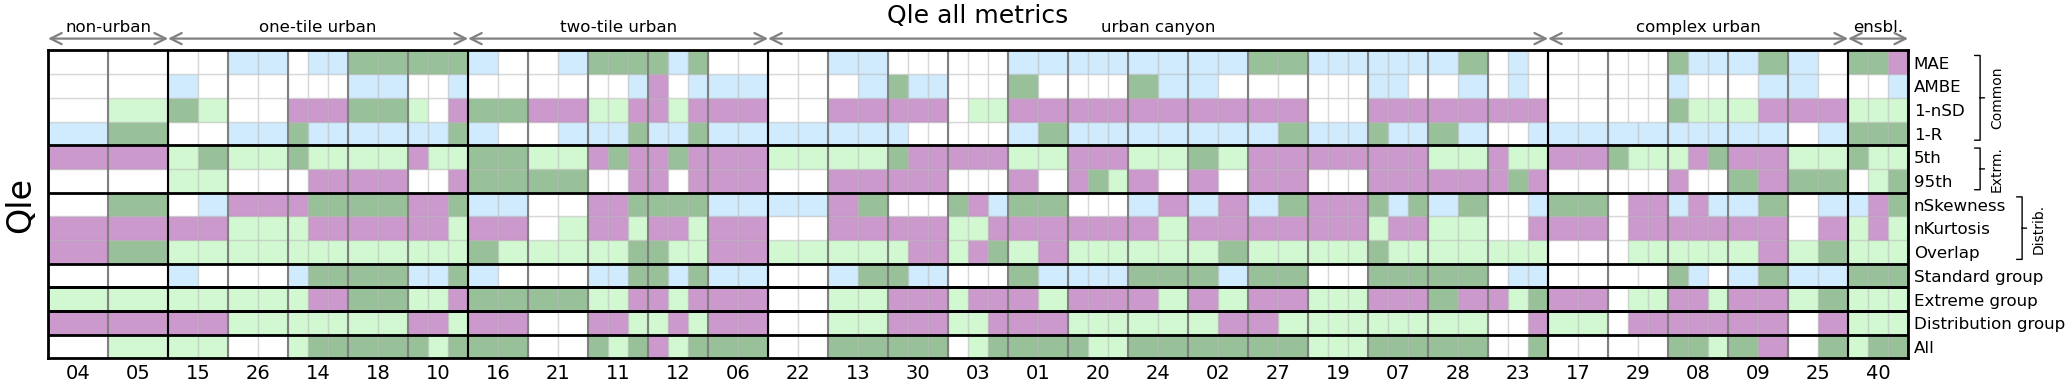 Qle all metrics
non-urban one-tile urban two-tile urban urban canyon complex urban ensbl.
Qle
MAE
AMBE
1-nSD
1-R
5th
95th
nSkewness
nKurtosis
Overlap
Standard group
Extreme group
Distribution group
All
Common
Extrm.
Distrib.
04 05 15 26 14 18 10 16 21 11 12 06 22 13 30 03 01 20 24 02 27 19 07 28 23 17 29 08 09 25 40